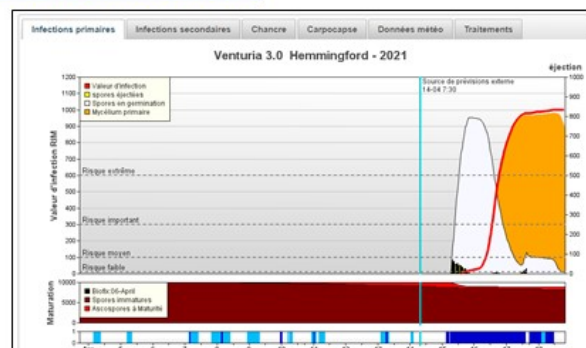 Infections primaires
Infections secondaires
Chancre
Carpocapse
Données météo
Traitements
Venturia 3.0 Hemmingford - 2021
éjection
Valeur d'infection
spores éjectées
Spores en germination
Mycélium primaire
Source de prévisions externe
14-04 7:30
Valeur d'infection RIM
1200
1100
1000
900
800
700
600
500
400
300
200
100
0
Risque extrême
Risque important
Risque moyen
Risque faible
1000
900
800
700
600
500
400
300
200
100
0
Maturation
10000
5000
0
Biofix 06-April
Spores immatures
Ascospores à Maturité
1
0